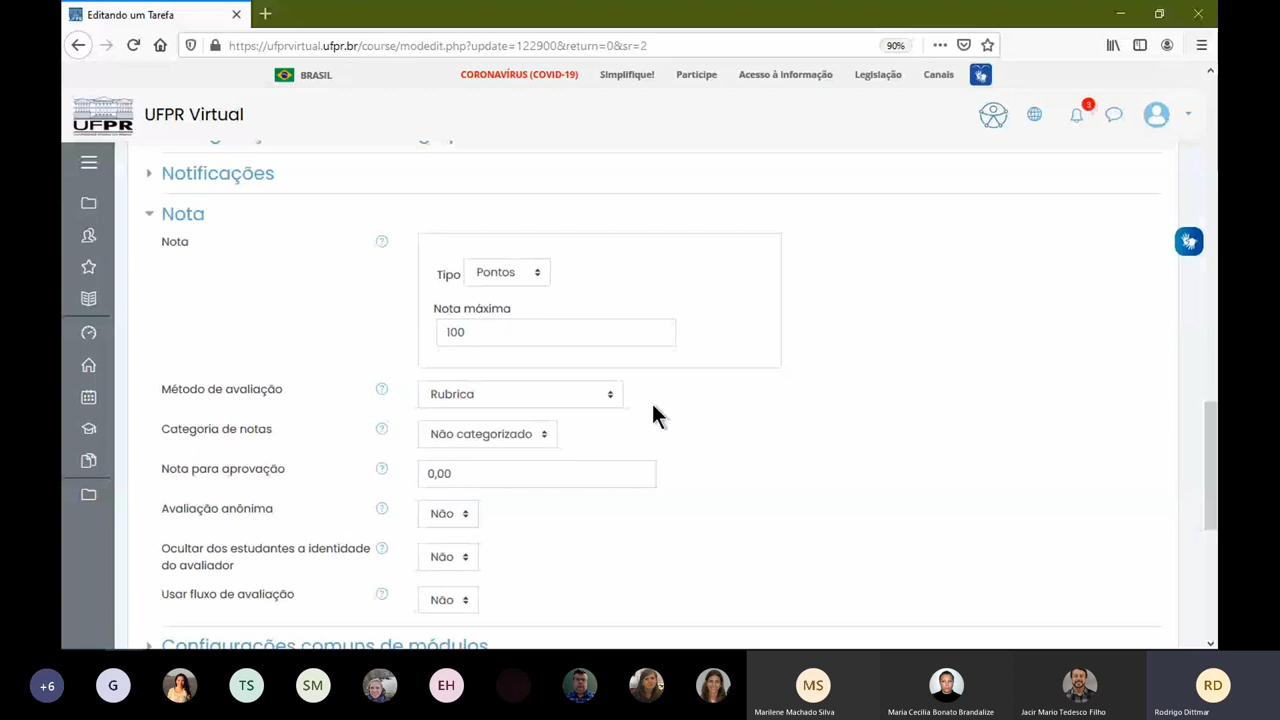 Editando um Tarefa
https://ufprvirtual.ufpr.br/course/modedit.php?update=122900&return=0&sr=2
90%
BRASIL
CORONAVÍRUS (COVID-19)
Simplifique!
Participe
Acesso à informação
Legislação
Canais
UFPR
UFPR Virtual
3
Notificações
Nota
Nota
Tipo Pontos
Nota máxima
100
Método de avaliação
Rubrica
Categoria de notas
Não categorizado
Nota para aprovação
0,00
Avaliação anônima
Não
Ocultar dos estudantes a identidade
do avaliador
Não
Usar fluxo de avaliação
Não
Configurações comuns de módulos
+6
G
TS
SM
EH
MS
RD
Marilene Machado Silva
Maria Cecilia Bonato Brandalize
Jacir Mario Tedesco Filho
Rodrigo Dittmar